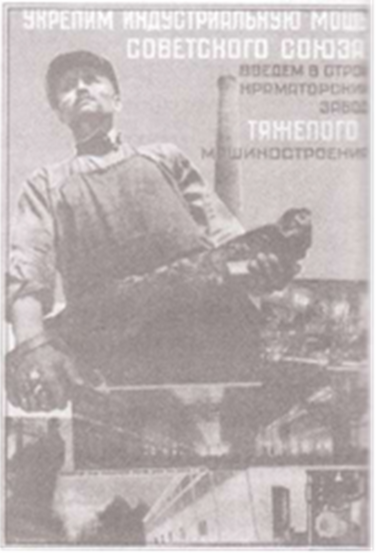 УКРЕПИМ ИНДУСТРИАЛЬНУЮ МОЩЬ
СОВЕТСКОГО СОЮЗА
ВВЕДЕМ В СТРОЙ
КРАМАТОРСКИЙ
ЗАВОД
ТЯЖЕЛОГО
МАШИНОСТРОЕНИЯ